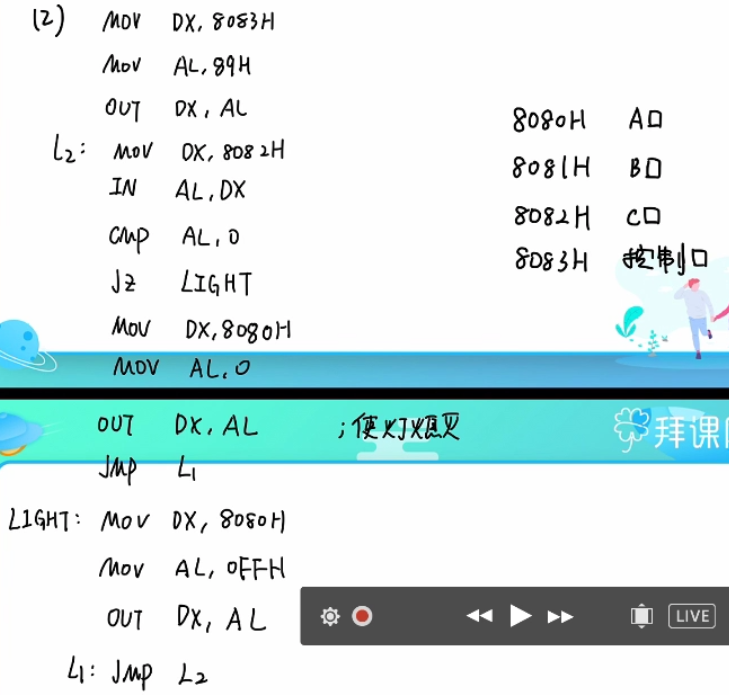 (2) MOV DX, 8083H
MOV AL, 89H
OUT DX, AL
L2: MOV DX, 8082H
IN AL, DX
CMP AL, 0
JZ LIGHT
MOV DX, 8080H
MOV AL, 0
OUT DX, AL ;使灯熄灭
JMP L1
LIGHT: MOV DX, 8080H
MOV AL, 0FFH
OUT DX, AL
L1: JMP L2
8080H A口
8081H B口
8082H C口
8083H 控制口
拜课
LIVE